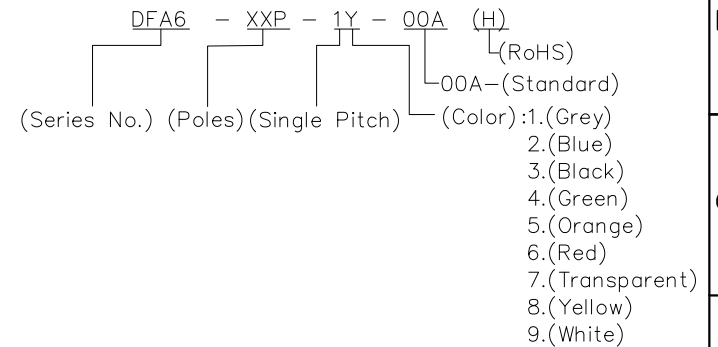 DFA6 - XXP - 1Y - 00A (H)
(RoHS)
00A-(Standard)
(Series No.) (Poles) (Single Pitch) (Color):1.(Grey)
2.(Blue)
3.(Black)
4.(Green)
5.(Orange)
6.(Red)
7.(Transparent)
8.(Yellow)
9.(White)